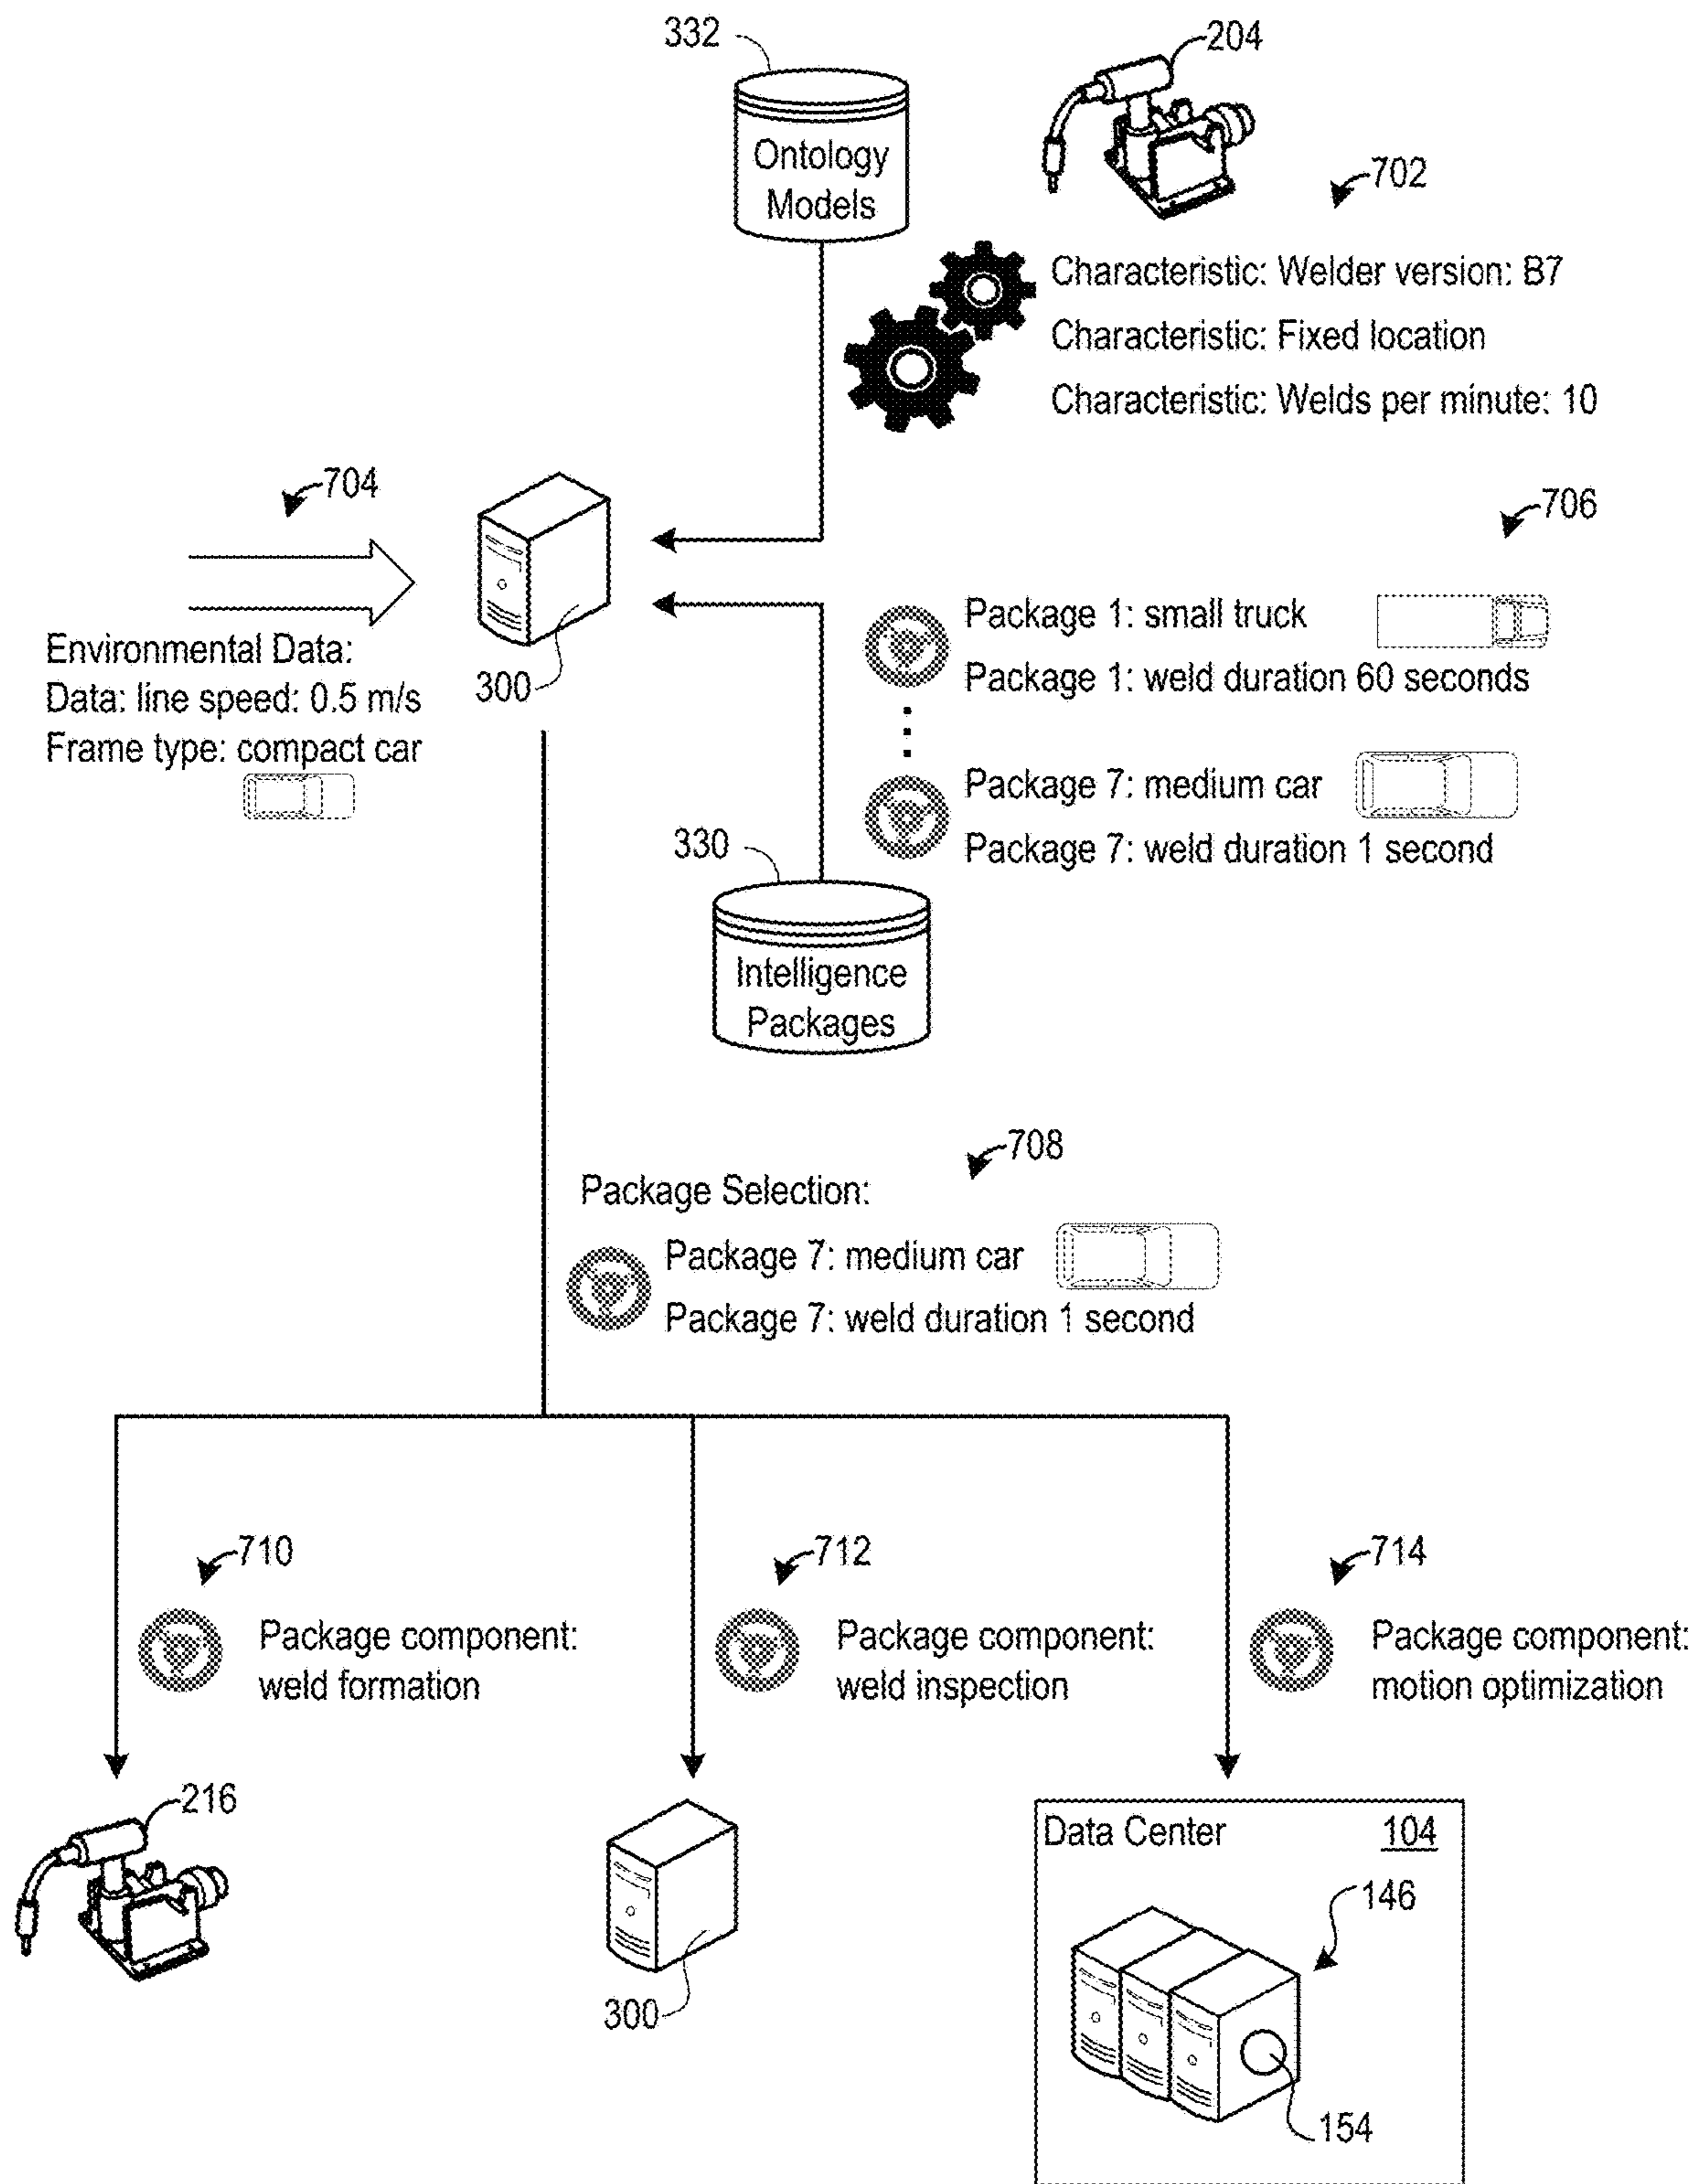 332
204
Ontology
Models
702
Characteristic: Welder version: B7
Characteristic: Fixed location
Characteristic: Welds per minute: 10
704
706
300
Environmental Data:
Data: line speed: 0.5 m/s
Frame type: compact car
Package 1: small truck
Package 1: weld duration 60 seconds
Package 7: medium car
Package 7: weld duration 1 second
330
Intelligence
Packages
708
Package Selection:
Package 7: medium car
Package 7: weld duration 1 second
710
Package component:
weld formation
712
Package component:
weld inspection
714
Package component:
motion optimization
216
300
Data Center 104
146
154